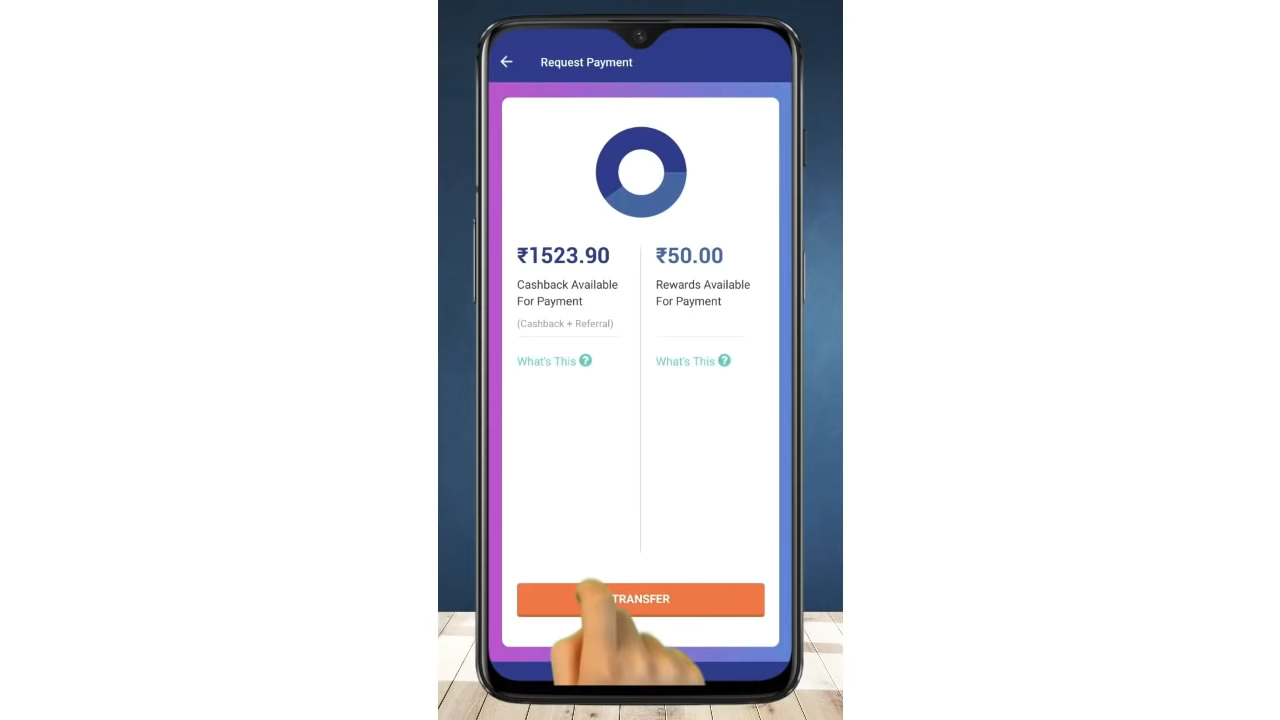 Request Payment
₹1523.90
Cashback Available
For Payment
(Cashback + Referral)
What's This ?
₹50.00
Rewards Available
For Payment
What's This ?
TRANSFER